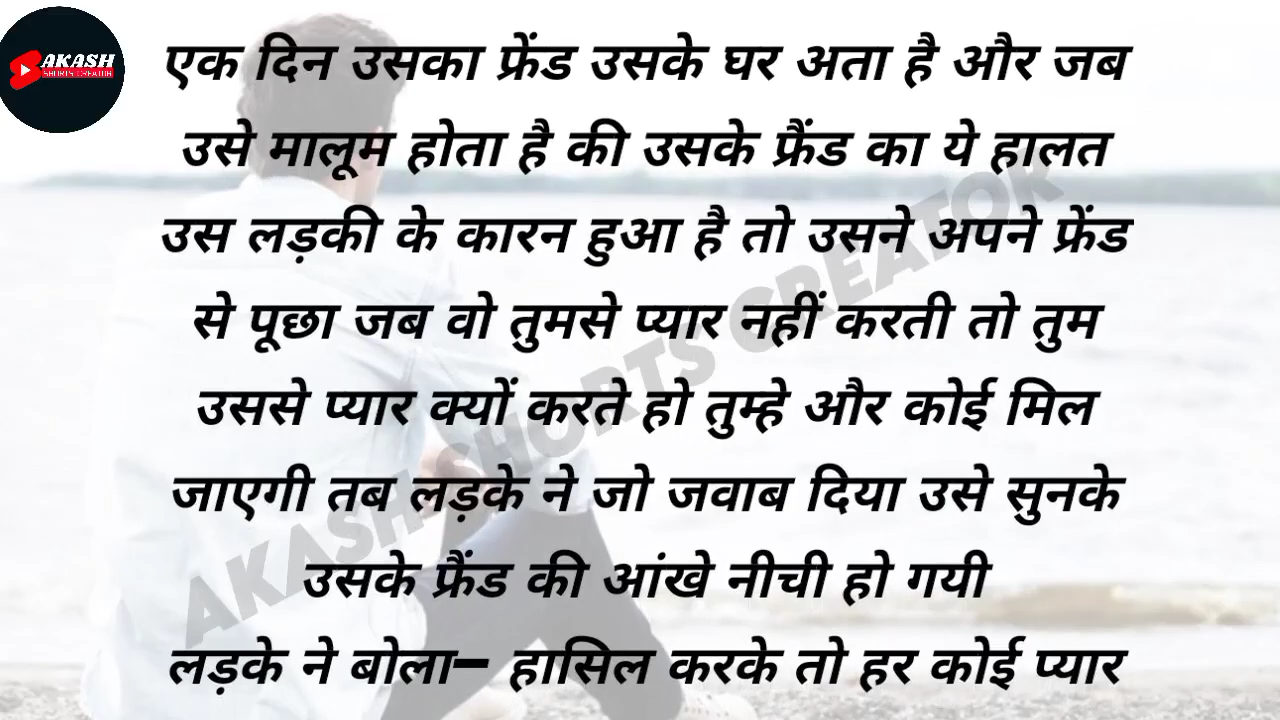 AKASH
SHORTS CREATOR
एक दिन उसका फ्रेंड उसके घर अता है और जब
उसे मालूम होता है की उसके फ्रैंड का ये हालत
उस लड़की के कारन हुआ है तो उसने अपने फ्रेंड
से पूछा जब वो तुमसे प्यार नहीं करती तो तुम
उससे प्यार क्यों करते हो तुम्हे और कोई मिल
जाएगी तब लड़के ने जो जवाब दिया उसे सुनके
उसके फ्रैंड की आंखे नीची हो गयी
लड़के ने बोला– हासिल करके तो हर कोई प्यार
AKASH SHORTS CREATOR